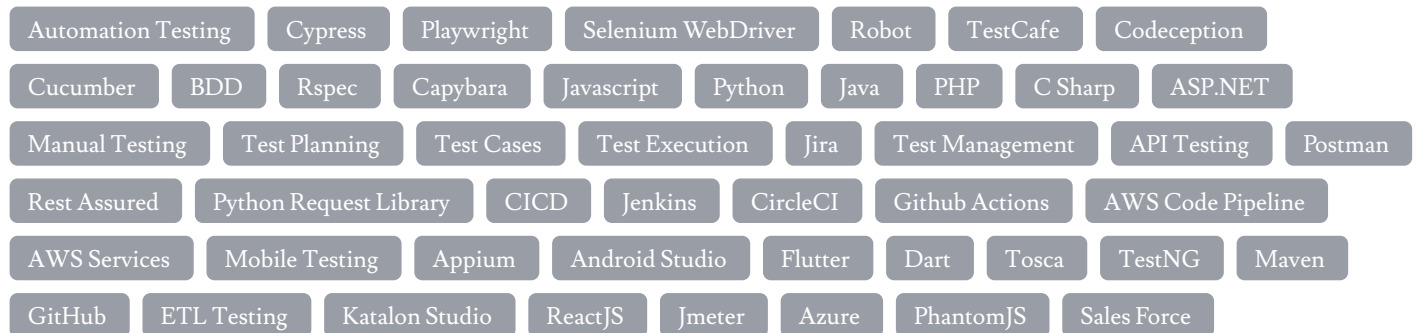 Automation Testing Cypress Playwright Selenium WebDriver Robot TestCafe Codeception
Cucumber BDD Rspec Capybara Javascript Python Java PHP C Sharp ASP.NET
Manual Testing Test Planning Test Cases Test Execution Jira Test Management API Testing Postman
Rest Assured Python Request Library CICD Jenkins CircleCI Github Actions AWS Code Pipeline
AWS Services Mobile Testing Appium Android Studio Flutter Dart Tosca TestNG Maven
GitHub ETL Testing Katalon Studio ReactJS Jmeter Azure PhantomJS Sales Force